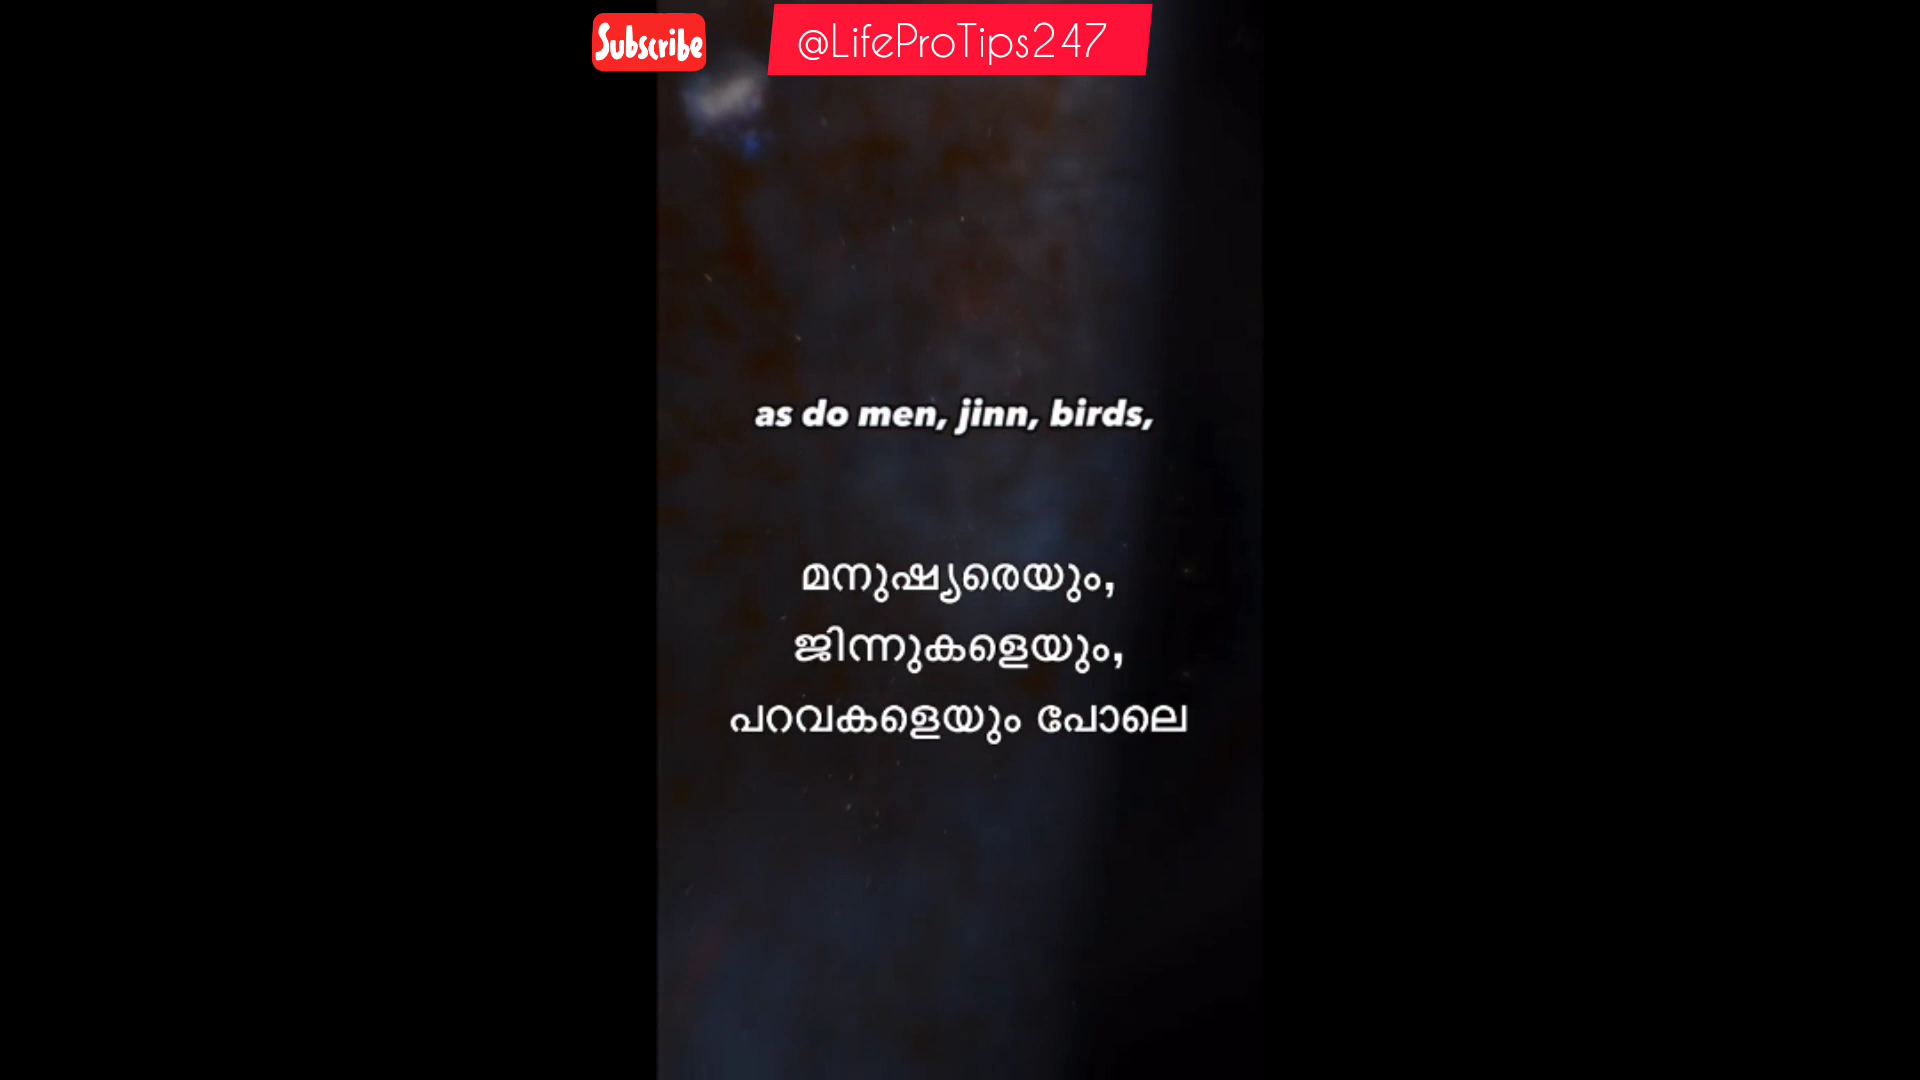 Subscribe
@LifeProTips247
as do men, jinn, birds,
മനുഷ്യരെയും,
ജിന്നുകളെയും,
പറവകളെയും പോലെ